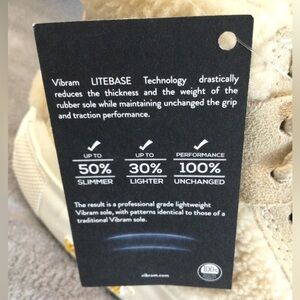 Vibram LITEBASE Technology drastically
reduces the thickness and the weight of the
rubber sole while maintaining unchanged the grip
and traction performance.
UP TO
50%
SLIMMER
UP TO
30%
LIGHTER
PERFORMANCE
100%
UNCHANGED
The result is a professional grade lightweight
Vibram sole, with patterns identical to those of a
traditional Vibram sole.
vibram.com
100%